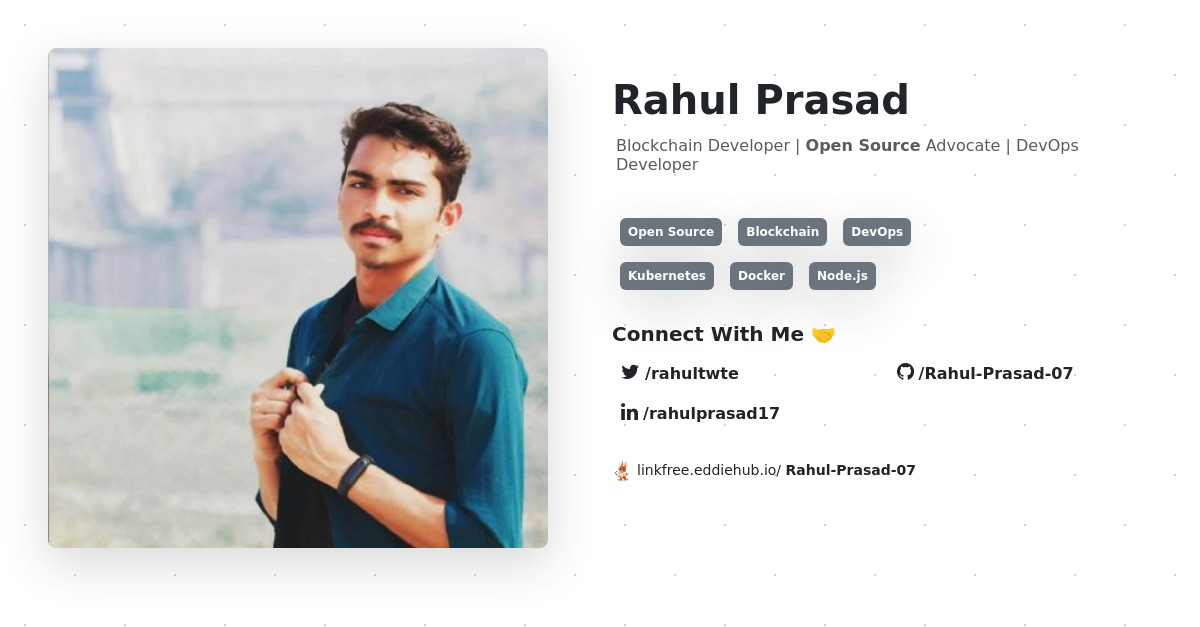 Rahul Prasad
Blockchain Developer | Open Source Advocate | DevOps
Developer
Open Source Blockchain DevOps
Kubernetes Docker Node.js
Connect With Me 🤝
/rahultwte /Rahul-Prasad-07
/rahulprasad17
linkfree.eddiehub.io/ Rahul-Prasad-07